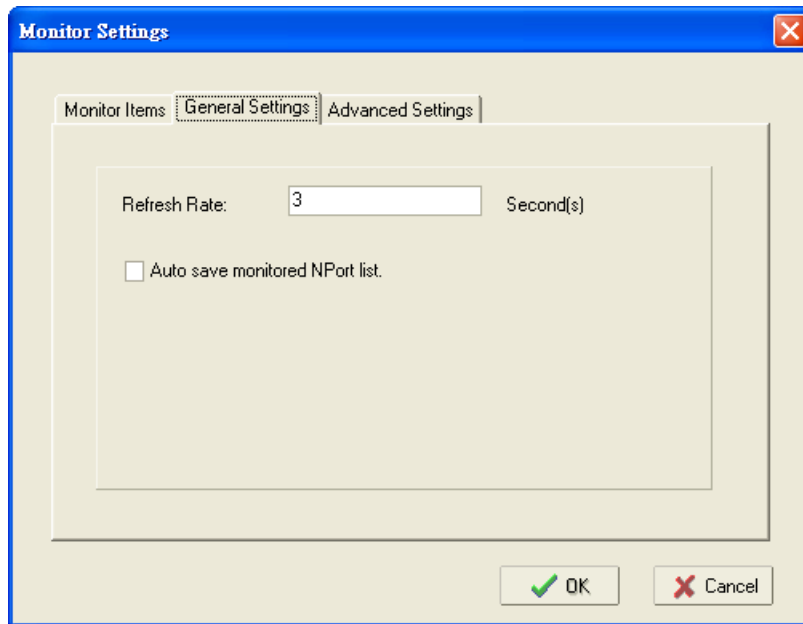 Monitor Settings
Monitor Items General Settings Advanced Settings
Refresh Rate: 3 Second(s)
Auto save monitored NPort list.
OK Cancel